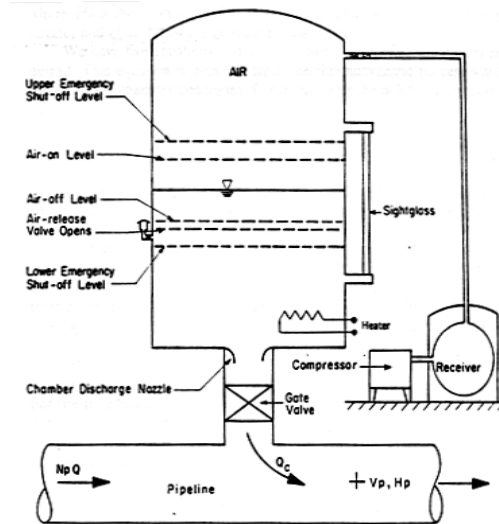 AIR
Upper Emergency
Shut-off Level
Air-on Level
Air-off Level
Air-release
Valve Opens
Sightglass
Lower Emergency
Shut-off Level
Heater
Compressor
Receiver
Chamber Discharge Nozzle
Gate
Valve
NpQ
Qc
Vp, Hp
Pipeline